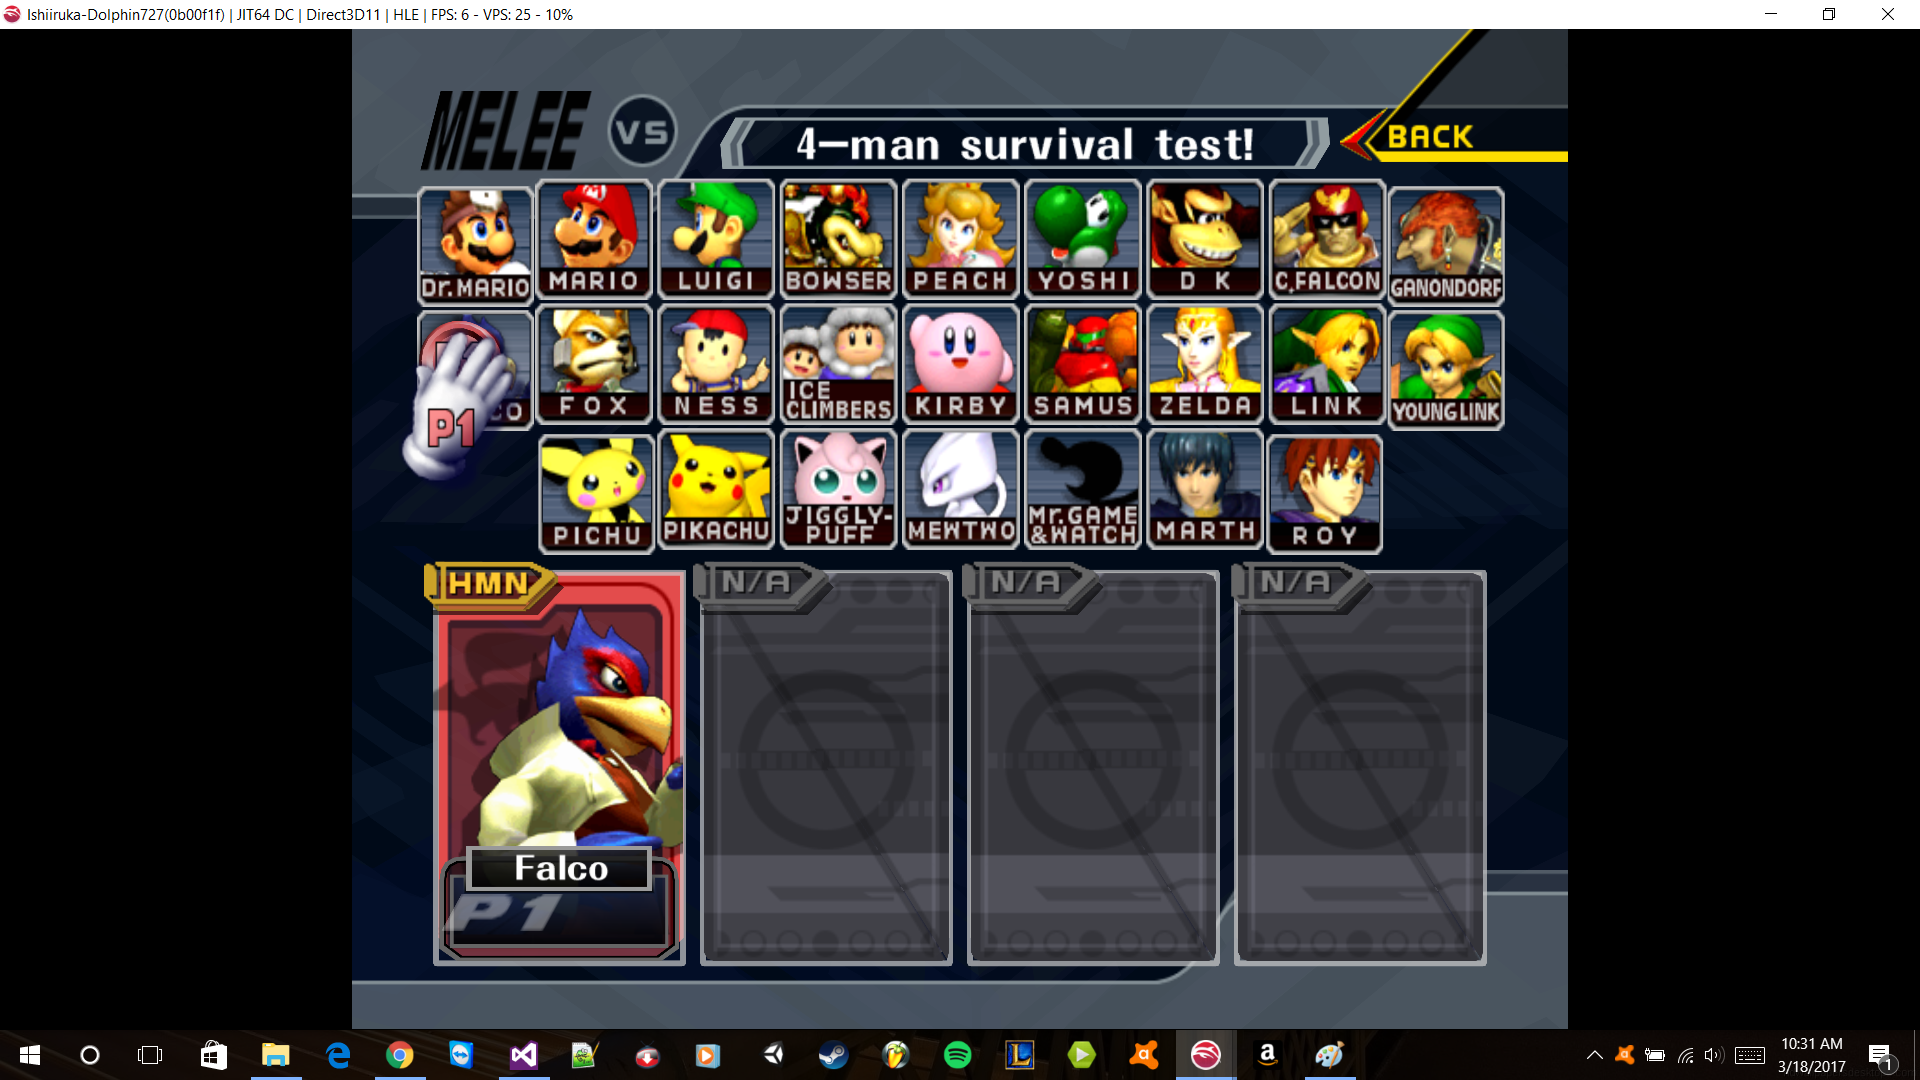 Ishiiruka-Dolphin727(0b00f1f) | JIT64 DC | Direct3D11 | HLE | FPS: 6 - VPS: 25 - 10%
MELEE VS 4-man survival test! BACK
Dr. MARIO MARIO LUIGI BOWSER PEACH YOSHI D K C.FALCON GANONDORF
CO FOX NESS ICE CLIMBERS KIRBY SAMUS ZELDA LINK YOUNG LINK
P1
PICHU PIKACHU JIGGLY-PUFF MEWTWO Mr. GAME & WATCH MARTH ROY
HMN N/A N/A N/A
Falco
P1
10:31 AM
3/18/2017
1